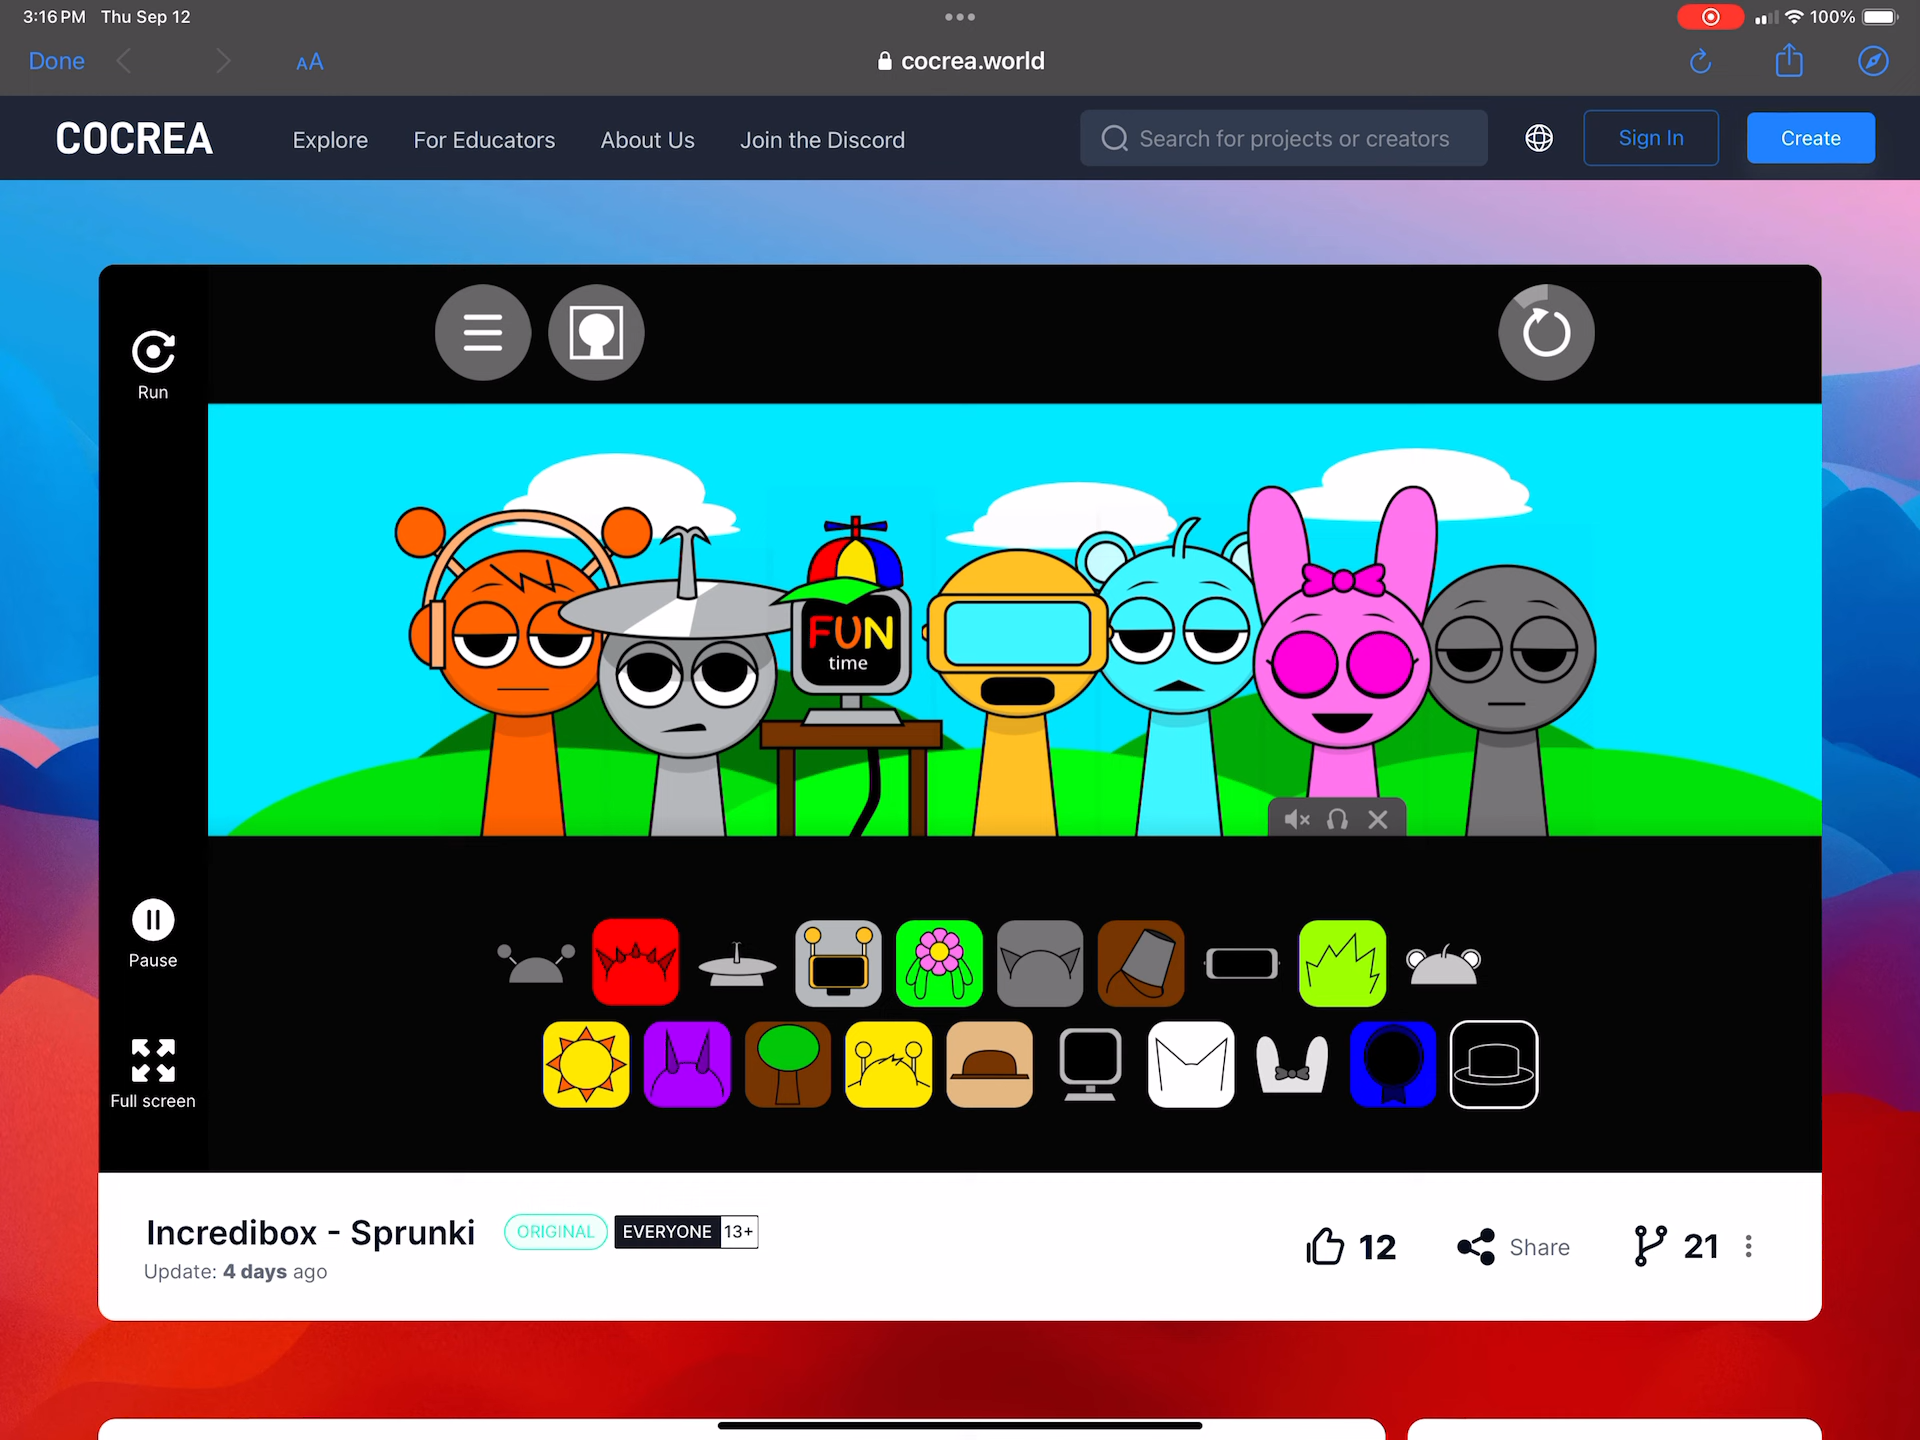 3:16 PM Thu Sep 12
100%
Done
AA
cocrea.world
COCREA
Explore
For Educators
About Us
Join the Discord
Search for projects or creators
Sign In
Create
Run
FUN
time
Pause
Full screen
Incredibox - Sprunki
ORIGINAL
EVERYONE 13+
12
Share
21
Update: 4 days ago